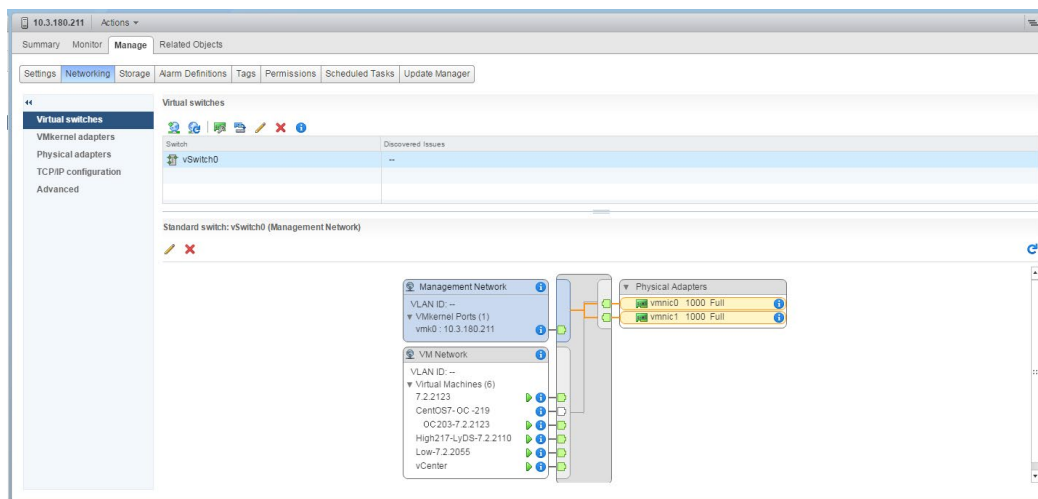 10.3.180.211 Actions
Summary Monitor Manage Related Objects
Settings Networking Storage Alarm Definitions Tags Permissions Scheduled Tasks Update Manager
Virtual switches
VMkernel adapters
Physical adapters
TCP/IP configuration
Advanced
Virtual switches
Switch Discovered Issues
vSwitch0 --
Standard switch: vSwitch0 (Management Network)
Management Network
VLAN ID: --
VMkernel Ports (1)
vmk0 : 10.3.180.211
VM Network
VLAN ID: --
Virtual Machines (6)
7.2.2123
CentOS7- OC -219
OC203-7.2.2123
High217-LyDS-7.2.2110
Low-7.2.2055
vCenter
Physical Adapters
vmnic0 1000 Full
vmnic1 1000 Full